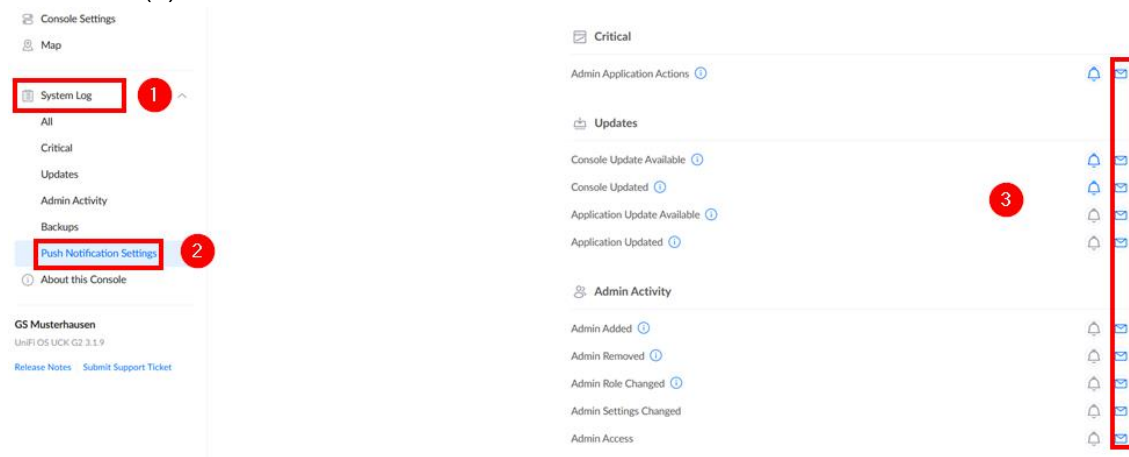 Console Settings
Map
System Log
1
All
Critical
Updates
Admin Activity
Backups
Push Notification Settings
2
About this Console
GS Musterhausen
UniFi OS UCK G2 3.1.9
Release Notes Submit Support Ticket
Critical
Admin Application Actions
Updates
Console Update Available
Console Updated
3
Application Update Available
Application Updated
Admin Activity
Admin Added
Admin Removed
Admin Role Changed
Admin Settings Changed
Admin Access